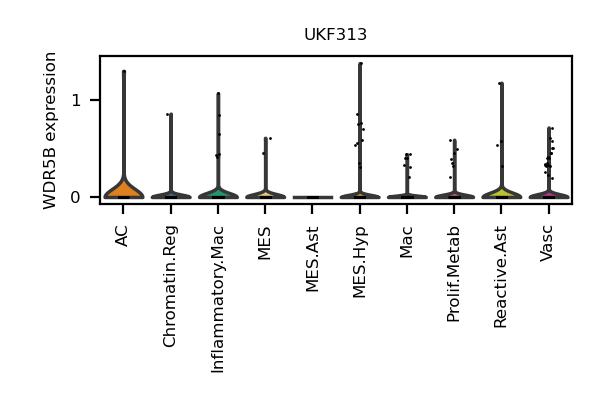 UKF313
WDR5B expression
1
0
AC
Chromatin.Reg
Inflammatory.Mac
MES
MES.Ast
MES.Hyp
Mac
Prolif.Metab
Reactive.Ast
Vasc